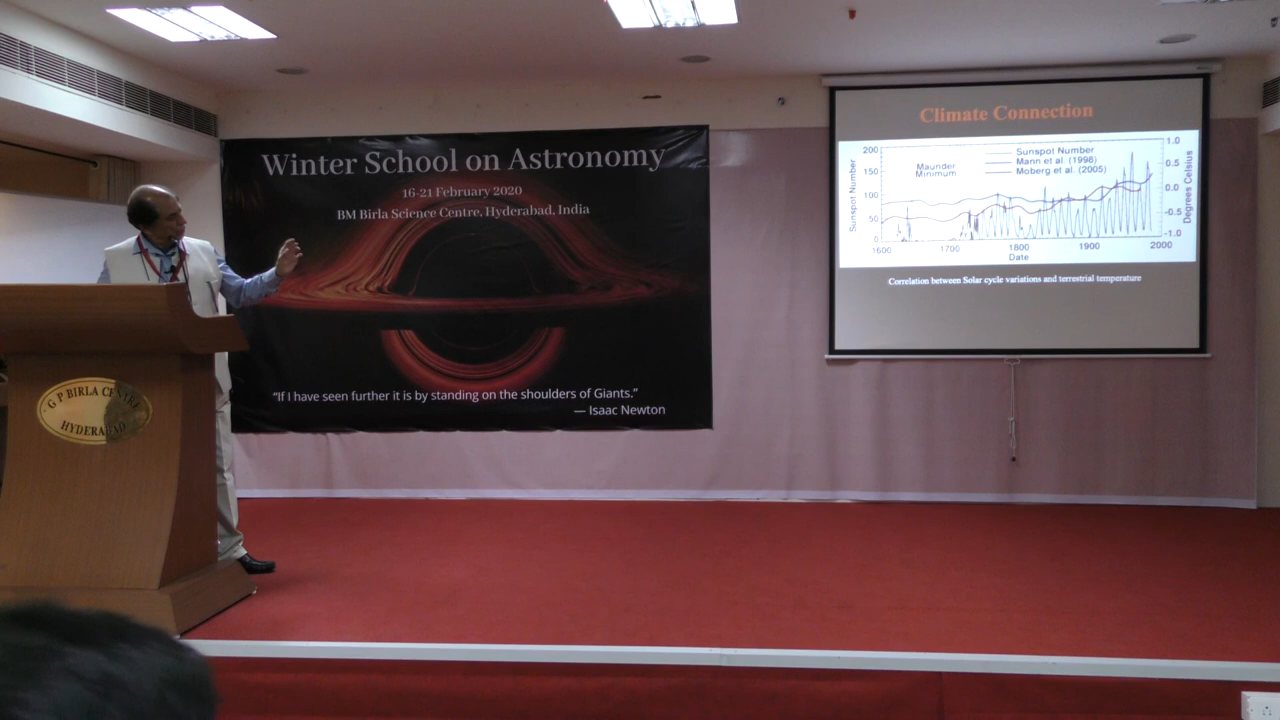 Winter School on Astronomy
16-21 February 2020
BM Birla Science Centre, Hyderabad, India
"If I have seen further it is by standing on the shoulders of Giants."
— Isaac Newton
G P BIRLA CENTRE
HYDERABAD
Climate Connection
200
150
100
50
0
Sunspot Number
Maunder
Minimum
Sunspot Number
Mann et al. (1998)
Moberg et al. (2005)
1.0
0.5
0.0
-0.5
-1.0
Degrees Celsius
1600 1700 1800 1900 2000
Date
Correlation between Solar cycle variations and terrestrial temperature